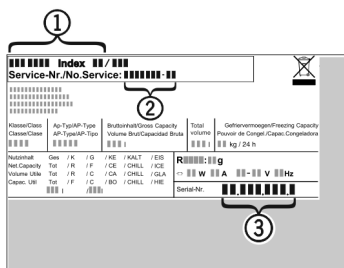 1
Index /
Service-Nr./No.Service: -
2
Klasse/Class Ap-Typ/AP-Type Bruttoinhalt/Gross Capacity Total Gefriervermoegen/Freezing Capacity
Classe/Clase AP-Type/AP-Tipo Volume Brut/Capacidad Bruta volume Pouvoir de Congel./Capac.Congeladora
I I kg / 24 h
Nutzinhalt Ges / K / G / KE / KALT / EIS
Net.Capacity Tot / R / F / CE / CHILL / ICE
Volume Utile Tot / R / C / CA / CHILL / GLA
Capac. Util Tot / F / C / BO / CHILL / HIE
I / I
R : g
W A - V Hz
Serial-Nr. . . .
3